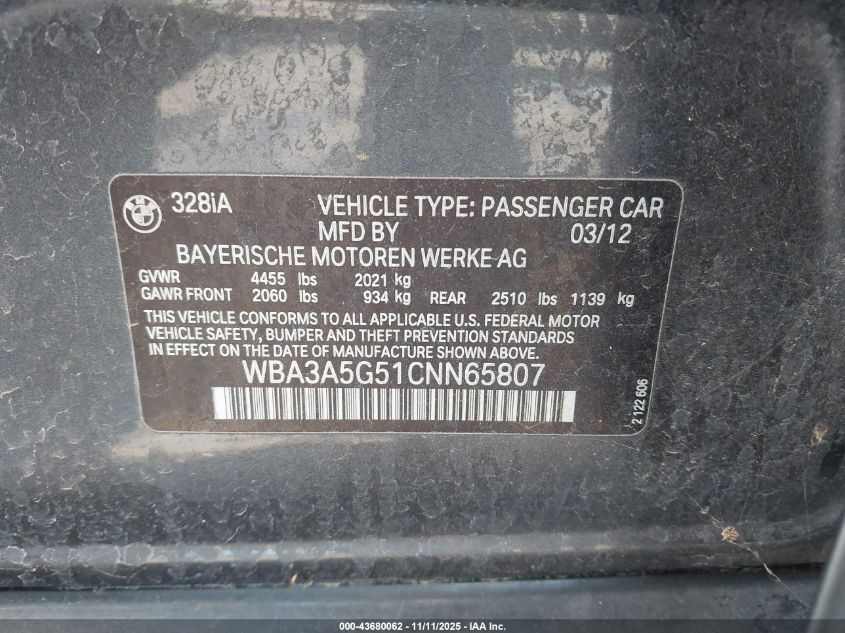 328iA VEHICLE TYPE: PASSENGER CAR
MFD BY 03/12
BAYERISCHE MOTOREN WERKE AG
GVWR 4455 lbs 2021 kg
GAWR FRONT 2060 lbs 934 kg REAR 2510 lbs 1139 kg
THIS VEHICLE CONFORMS TO ALL APPLICABLE U.S. FEDERAL MOTOR
VEHICLE SAFETY, BUMPER AND THEFT PREVENTION STANDARDS
IN EFFECT ON THE DATE OF MANUFACTURE SHOWN ABOVE.
WBA3A5G51CNN65807
2 122 606
000-43680062 - 11/11/2025 - IAA Inc.